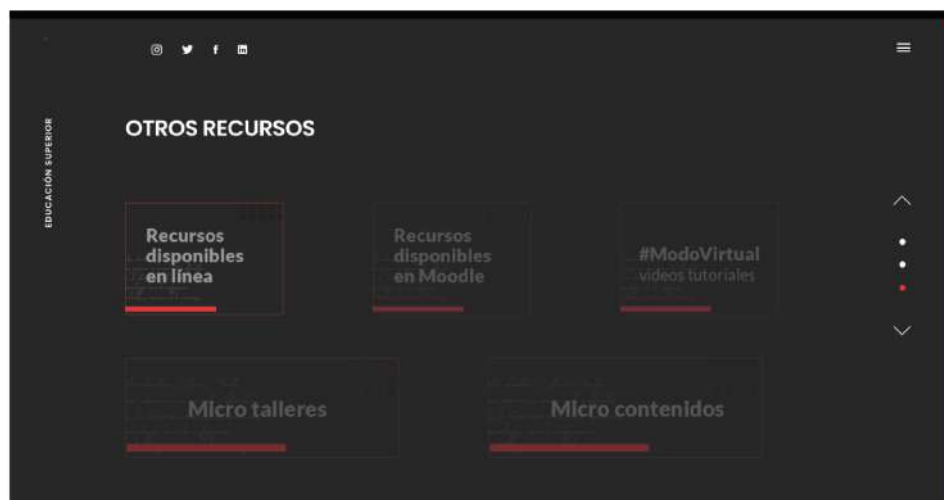 EDUCACIÓN SUPERIOR
OTROS RECURSOS
Recursos
disponibles
en línea
Recursos
disponibles
en Moodle
#ModoVirtual
videos tutoriales
Micro talleres
Micro contenidos